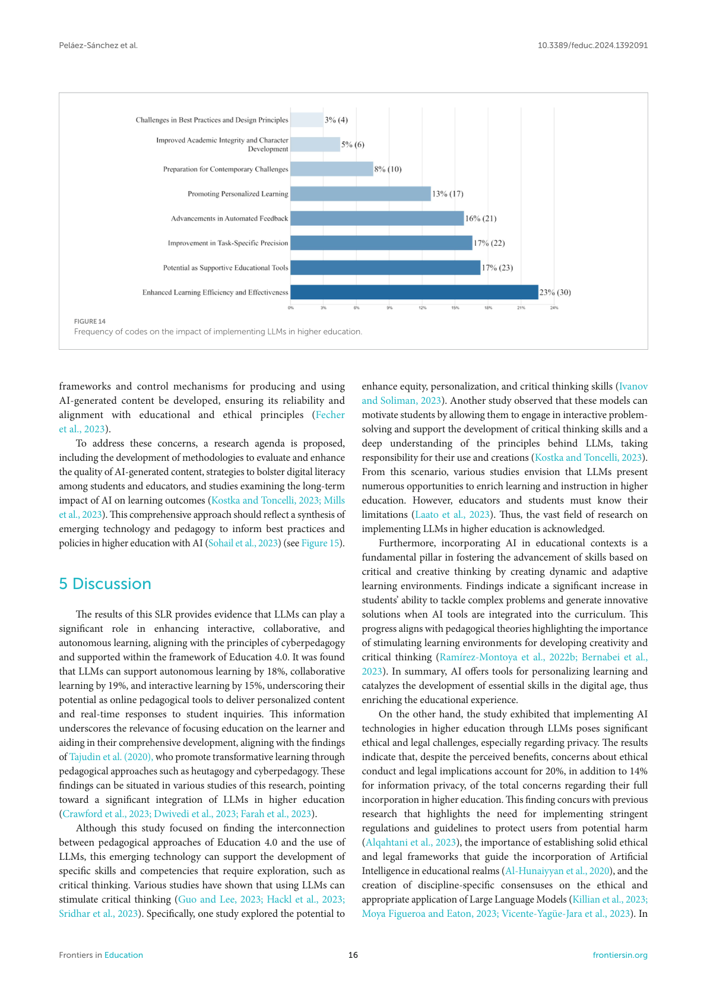 Peláez-Sánchez et al.
10.3389/feduc.2024.1392091
Challenges in Best Practices and Design Principles
3% (4)
Improved Academic Integrity and Character
Development
5% (6)
Preparation for Contemporary Challenges
8% (10)
Promoting Personalized Learning
13% (17)
Advancements in Automated Feedback
16% (21)
Improvement in Task-Specific Precision
17% (22)
Potential as Supportive Educational Tools
17% (23)
Enhanced Learning Efficiency and Effectiveness
23% (30)
0% 3% 6% 9% 12% 15% 18% 21% 24%
FIGURE 14
Frequency of codes on the impact of implementing LLMs in higher education.
frameworks and control mechanisms for producing and using
AI-generated content be developed, ensuring its reliability and
alignment with educational and ethical principles (Fecher
et al., 2023).
To address these concerns, a research agenda is proposed,
including the development of methodologies to evaluate and enhance
the quality of AI-generated content, strategies to bolster digital literacy
among students and educators, and studies examining the long-term
impact of AI on learning outcomes (Kostka and Toncelli, 2023; Mills
et al., 2023). This comprehensive approach should reflect a synthesis of
emerging technology and pedagogy to inform best practices and
policies in higher education with AI (Sohail et al., 2023) (see Figure 15).
5 Discussion
The results of this SLR provides evidence that LLMs can play a
significant role in enhancing interactive, collaborative, and
autonomous learning, aligning with the principles of cyberpedagogy
and supported within the framework of Education 4.0. It was found
that LLMs can support autonomous learning by 18%, collaborative
learning by 19%, and interactive learning by 15%, underscoring their
potential as online pedagogical tools to deliver personalized content
and real-time responses to student inquiries. This information
underscores the relevance of focusing education on the learner and
aiding in their comprehensive development, aligning with the findings
of Tajudin et al. (2020), who promote transformative learning through
pedagogical approaches such as heutagogy and cyberpedagogy. These
findings can be situated in various studies of this research, pointing
toward a significant integration of LLMs in higher education
(Crawford et al., 2023; Dwivedi et al., 2023; Farah et al., 2023).
Although this study focused on finding the interconnection
between pedagogical approaches of Education 4.0 and the use of
LLMs, this emerging technology can support the development of
specific skills and competencies that require exploration, such as
critical thinking. Various studies have shown that using LLMs can
stimulate critical thinking (Guo and Lee, 2023; Hackl et al., 2023;
Sridhar et al., 2023). Specifically, one study explored the potential to
enhance equity, personalization, and critical thinking skills (Ivanov
and Soliman, 2023). Another study observed that these models can
motivate students by allowing them to engage in interactive problem-
solving and support the development of critical thinking skills and a
deep understanding of the principles behind LLMs, taking
responsibility for their use and creations (Kostka and Toncelli, 2023).
From this scenario, various studies envision that LLMs present
numerous opportunities to enrich learning and instruction in higher
education. However, educators and students must know their
limitations (Laato et al., 2023). Thus, the vast field of research on
implementing LLMs in higher education is acknowledged.
Furthermore, incorporating AI in educational contexts is a
fundamental pillar in fostering the advancement of skills based on
critical and creative thinking by creating dynamic and adaptive
learning environments. Findings indicate a significant increase in
students’ ability to tackle complex problems and generate innovative
solutions when AI tools are integrated into the curriculum. This
progress aligns with pedagogical theories highlighting the importance
of stimulating learning environments for developing creativity and
critical thinking (Ramírez-Montoya et al., 2022b; Bernabei et al.,
2023). In summary, AI offers tools for personalizing learning and
catalyzes the development of essential skills in the digital age, thus
enriching the educational experience.
On the other hand, the study exhibited that implementing AI
technologies in higher education through LLMs poses significant
ethical and legal challenges, especially regarding privacy. The results
indicate that, despite the perceived benefits, concerns about ethical
conduct and legal implications account for 20%, in addition to 14%
for information privacy, of the total concerns regarding their full
incorporation in higher education. This finding concurs with previous
research that highlights the need for implementing stringent
regulations and guidelines to protect users from potential harm
(Alqahtani et al., 2023), the importance of establishing solid ethical
and legal frameworks that guide the incorporation of Artificial
Intelligence in educational realms (Al-Hunaiyyan et al., 2020), and the
creation of discipline-specific consensuses on the ethical and
appropriate application of Large Language Models (Killian et al., 2023;
Moya Figueroa and Eaton, 2023; Vicente-Yagüe-Jara et al., 2023). In
Frontiers in Education
16
frontiersin.org